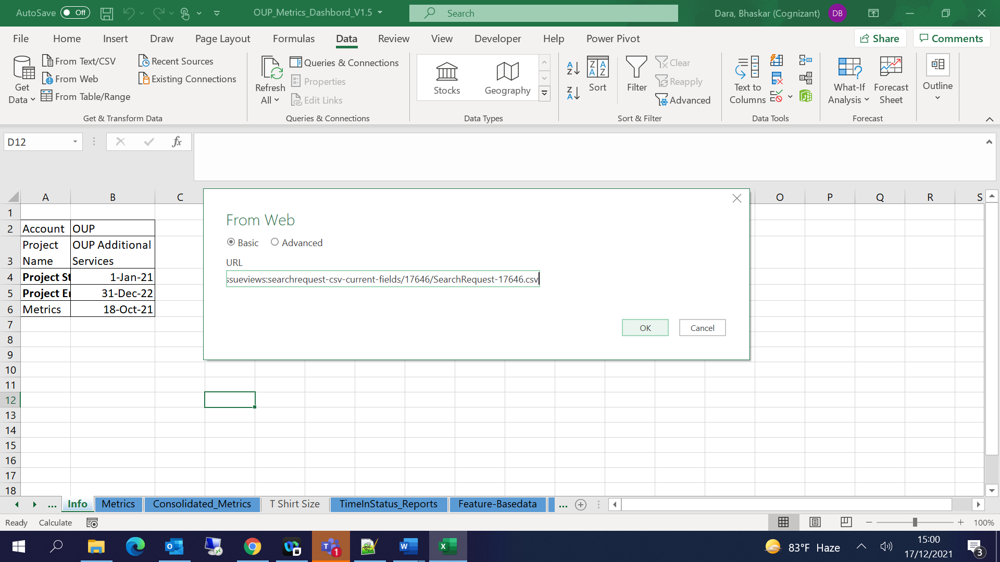 AutoSave Off OUP_Metrics_Dashbord_V1.5 Search Dara, Bhaskar (Cognizant) DB
File Home Insert Draw Page Layout Formulas Data Review View Developer Help Power Pivot Share Comments
Get Data
From Text/CSV
From Web
From Table/Range
Recent Sources
Existing Connections
Get & Transform Data
Refresh All
Queries & Connections
Properties
Edit Links
Queries & Connections
Stocks
Geography
Data Types
Sort
Filter
Clear
Reapply
Advanced
Sort & Filter
Text to Columns
Data Tools
What-If Analysis
Forecast Sheet
Forecast
Outline
D12 fx
A B C O P Q R S
1
2 Account OUP
Project OUP Additional
3 Name Services
4 Project St 1-Jan-21
5 Project E 31-Dec-22
6 Metrics 18-Oct-21
7
8
9
10
11
12
13
14
15
16
17
18
From Web
Basic Advanced
URL
ssueviews:searchrequest-csv-current-fields/17646/SearchRequest-17646.csv
OK Cancel
... Info Metrics Consolidated_Metrics T Shirt Size TimeInStatus_Reports Feature-Basedata ...
Ready Calculate 100%
83°F Haze 15:00
17/12/2021
1
3